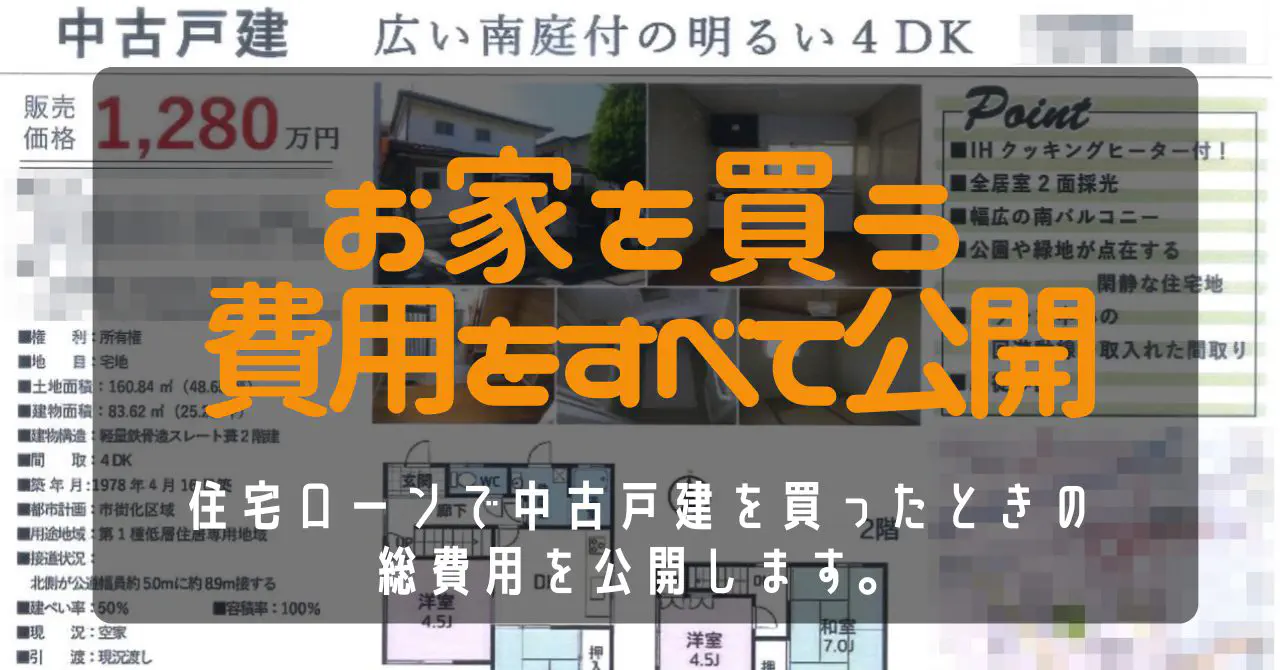 中古戸建 広い南庭付の明るい4DK
販売価格 1,280万円
お家を買う
費用をすべて公開
住宅ローンで中古戸建を買ったときの
総費用を公開します。
Point
■IHクッキングヒーター付!
■全居室2面採光
■幅広の南バルコニー
■公園や緑地が点在する
閑静な住宅地
の
取入れた間取り
■権 利:所有権
■地 目:宅地
■土地面積:160.84㎡(48.6
■建物面積:83.62㎡(25.
■建物構造:軽量鉄骨造スレート葺2階建
■間 取:4DK
■築年月:1978年4月
■都市計画:市街化区域
■用途地域:第1種低層住居専用地域
■接道状況:
北側が公道幅員約5.0mに約8.9m接する
■建ぺい率:50% ■容積率:100%
■現 況:空家
■引 渡:現況渡し
玄関
WC
廊下
UP
洋室
4.5J
2階
洋室
4.5J
和室
7.0J
押入
押